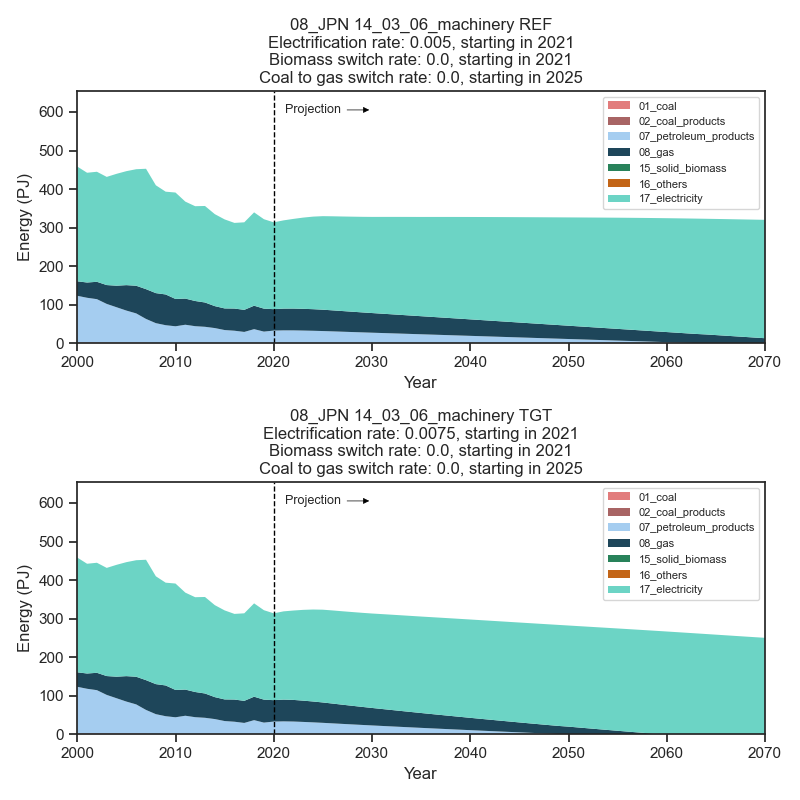 08_JPN 14_03_06_machinery REF
Electrification rate: 0.005, starting in 2021
Biomass switch rate: 0.0, starting in 2021
Coal to gas switch rate: 0.0, starting in 2025
Energy (PJ)
600
500
400
300
200
100
0
Projection
01_coal
02_coal_products
07_petroleum_products
08_gas
15_solid_biomass
16_others
17_electricity
2000 2010 2020 2030 2040 2050 2060 2070
Year
08_JPN 14_03_06_machinery TGT
Electrification rate: 0.0075, starting in 2021
Biomass switch rate: 0.0, starting in 2021
Coal to gas switch rate: 0.0, starting in 2025
Energy (PJ)
600
500
400
300
200
100
0
Projection
01_coal
02_coal_products
07_petroleum_products
08_gas
15_solid_biomass
16_others
17_electricity
2000 2010 2020 2030 2040 2050 2060 2070
Year